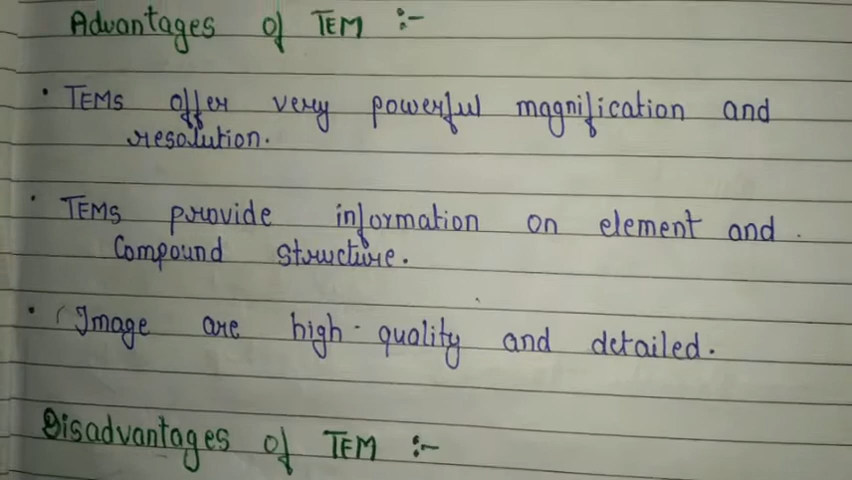 Advantages of TEM :-
• TEMs offer very powerful magnification and
resolution.
• TEMs provide information on element and
Compound structure.
• Image are high-quality and detailed.
Disadvantages of TEM :-